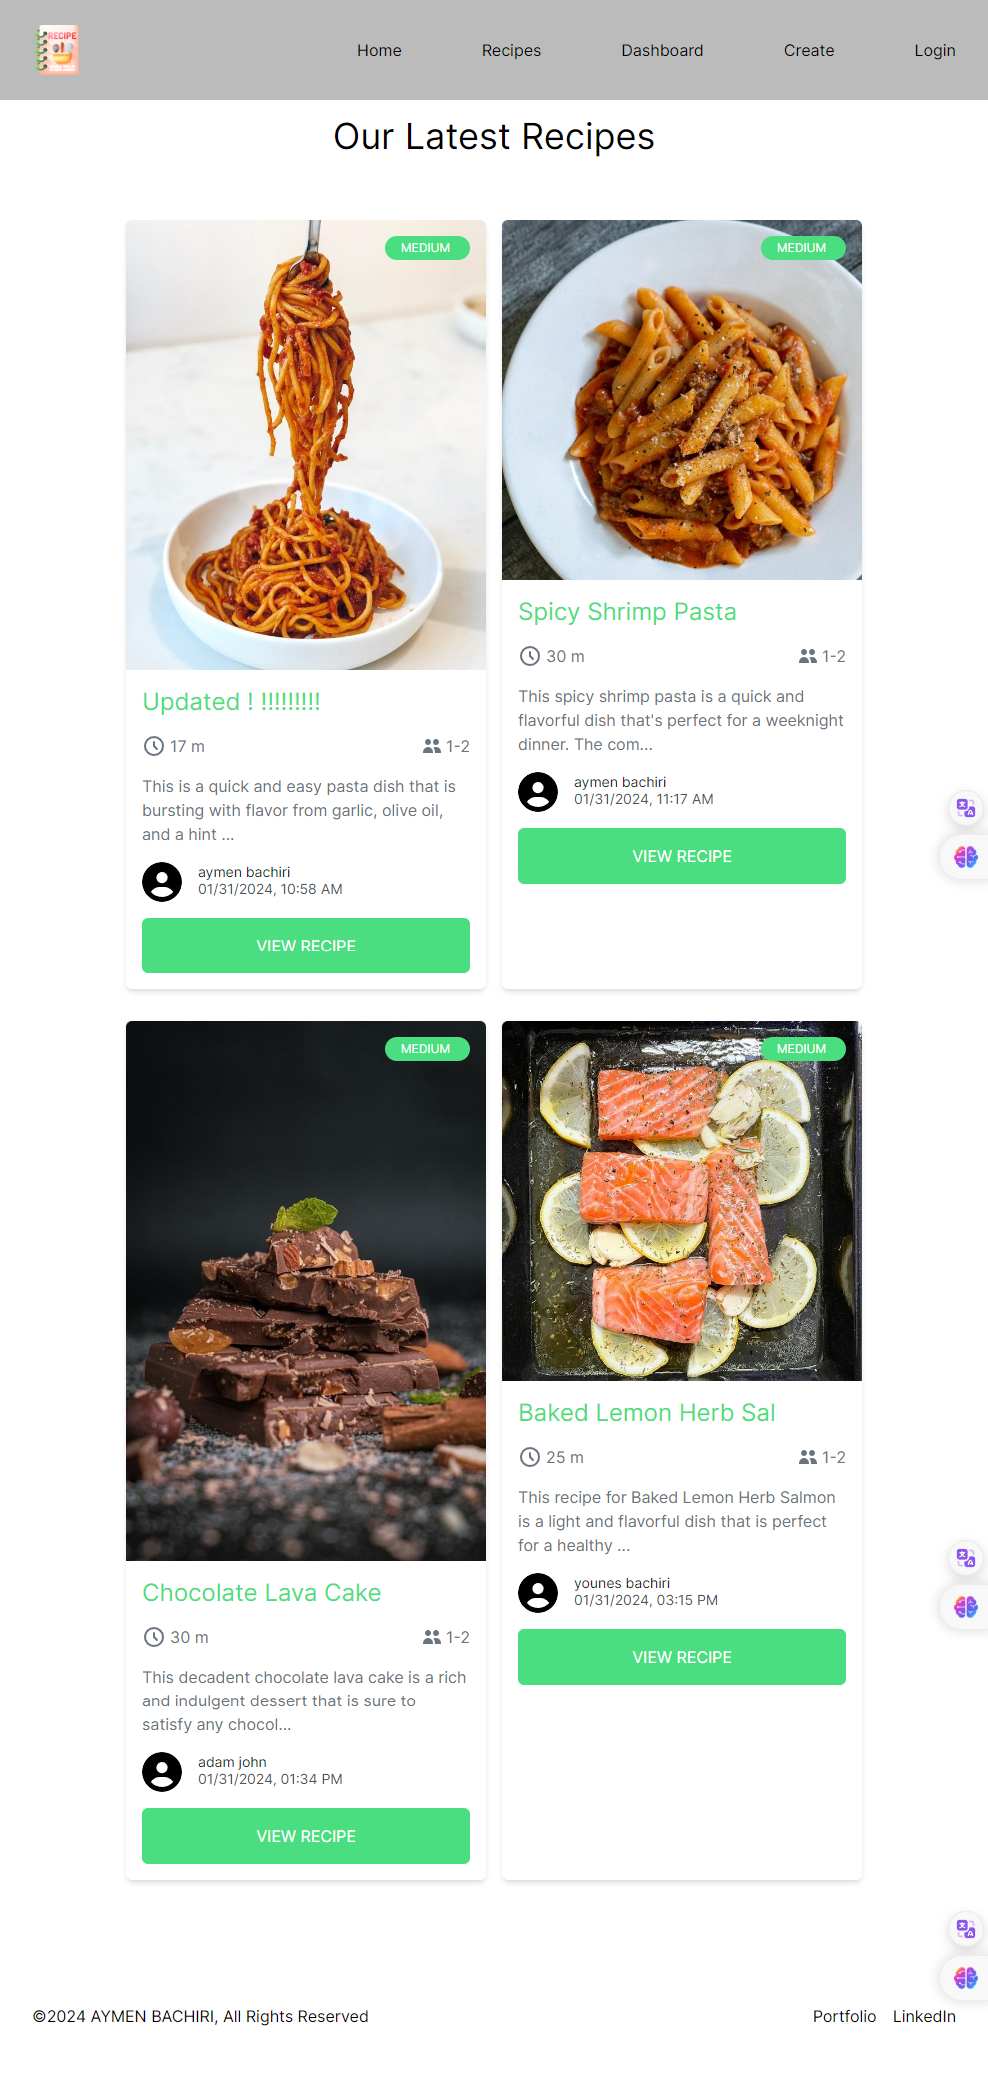 RECIPE
Home Recipes Dashboard Create Login
Our Latest Recipes
MEDIUM
Updated ! !!!!!!!!!
17 m 1-2
This is a quick and easy pasta dish that is
bursting with flavor from garlic, olive oil,
and a hint ...
aymen bachiri
01/31/2024, 10:58 AM
VIEW RECIPE
MEDIUM
Spicy Shrimp Pasta
30 m 1-2
This spicy shrimp pasta is a quick and
flavorful dish that's perfect for a weeknight
dinner. The com...
aymen bachiri
01/31/2024, 11:17 AM
VIEW RECIPE
MEDIUM
Chocolate Lava Cake
30 m 1-2
This decadent chocolate lava cake is a rich
and indulgent dessert that is sure to
satisfy any chocol...
adam john
01/31/2024, 01:34 PM
VIEW RECIPE
MEDIUM
Baked Lemon Herb Sal
25 m 1-2
This recipe for Baked Lemon Herb Salmon
is a light and flavorful dish that is perfect
for a healthy ...
younes bachiri
01/31/2024, 03:15 PM
VIEW RECIPE
©2024 AYMEN BACHIRI, All Rights Reserved
Portfolio LinkedIn